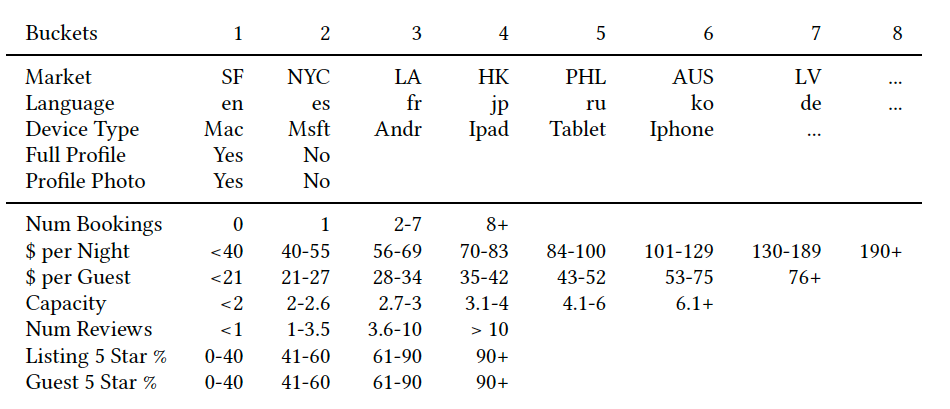 Buckets 1 2 3 4 5 6 7 8
Market SF NYC LA HK PHL AUS LV ...
Language en es fr jp ru ko de ...
Device Type Mac Msft Andr Ipad Tablet Iphone ...
Full Profile Yes No
Profile Photo Yes No
Num Bookings 0 1 2-7 8+
$ per Night <40 40-55 56-69 70-83 84-100 101-129 130-189 190+
$ per Guest <21 21-27 28-34 35-42 43-52 53-75 76+
Capacity <2 2-2.6 2.7-3 3.1-4 4.1-6 6.1+
Num Reviews <1 1-3.5 3.6-10 > 10
Listing 5 Star % 0-40 41-60 61-90 90+
Guest 5 Star % 0-40 41-60 61-90 90+